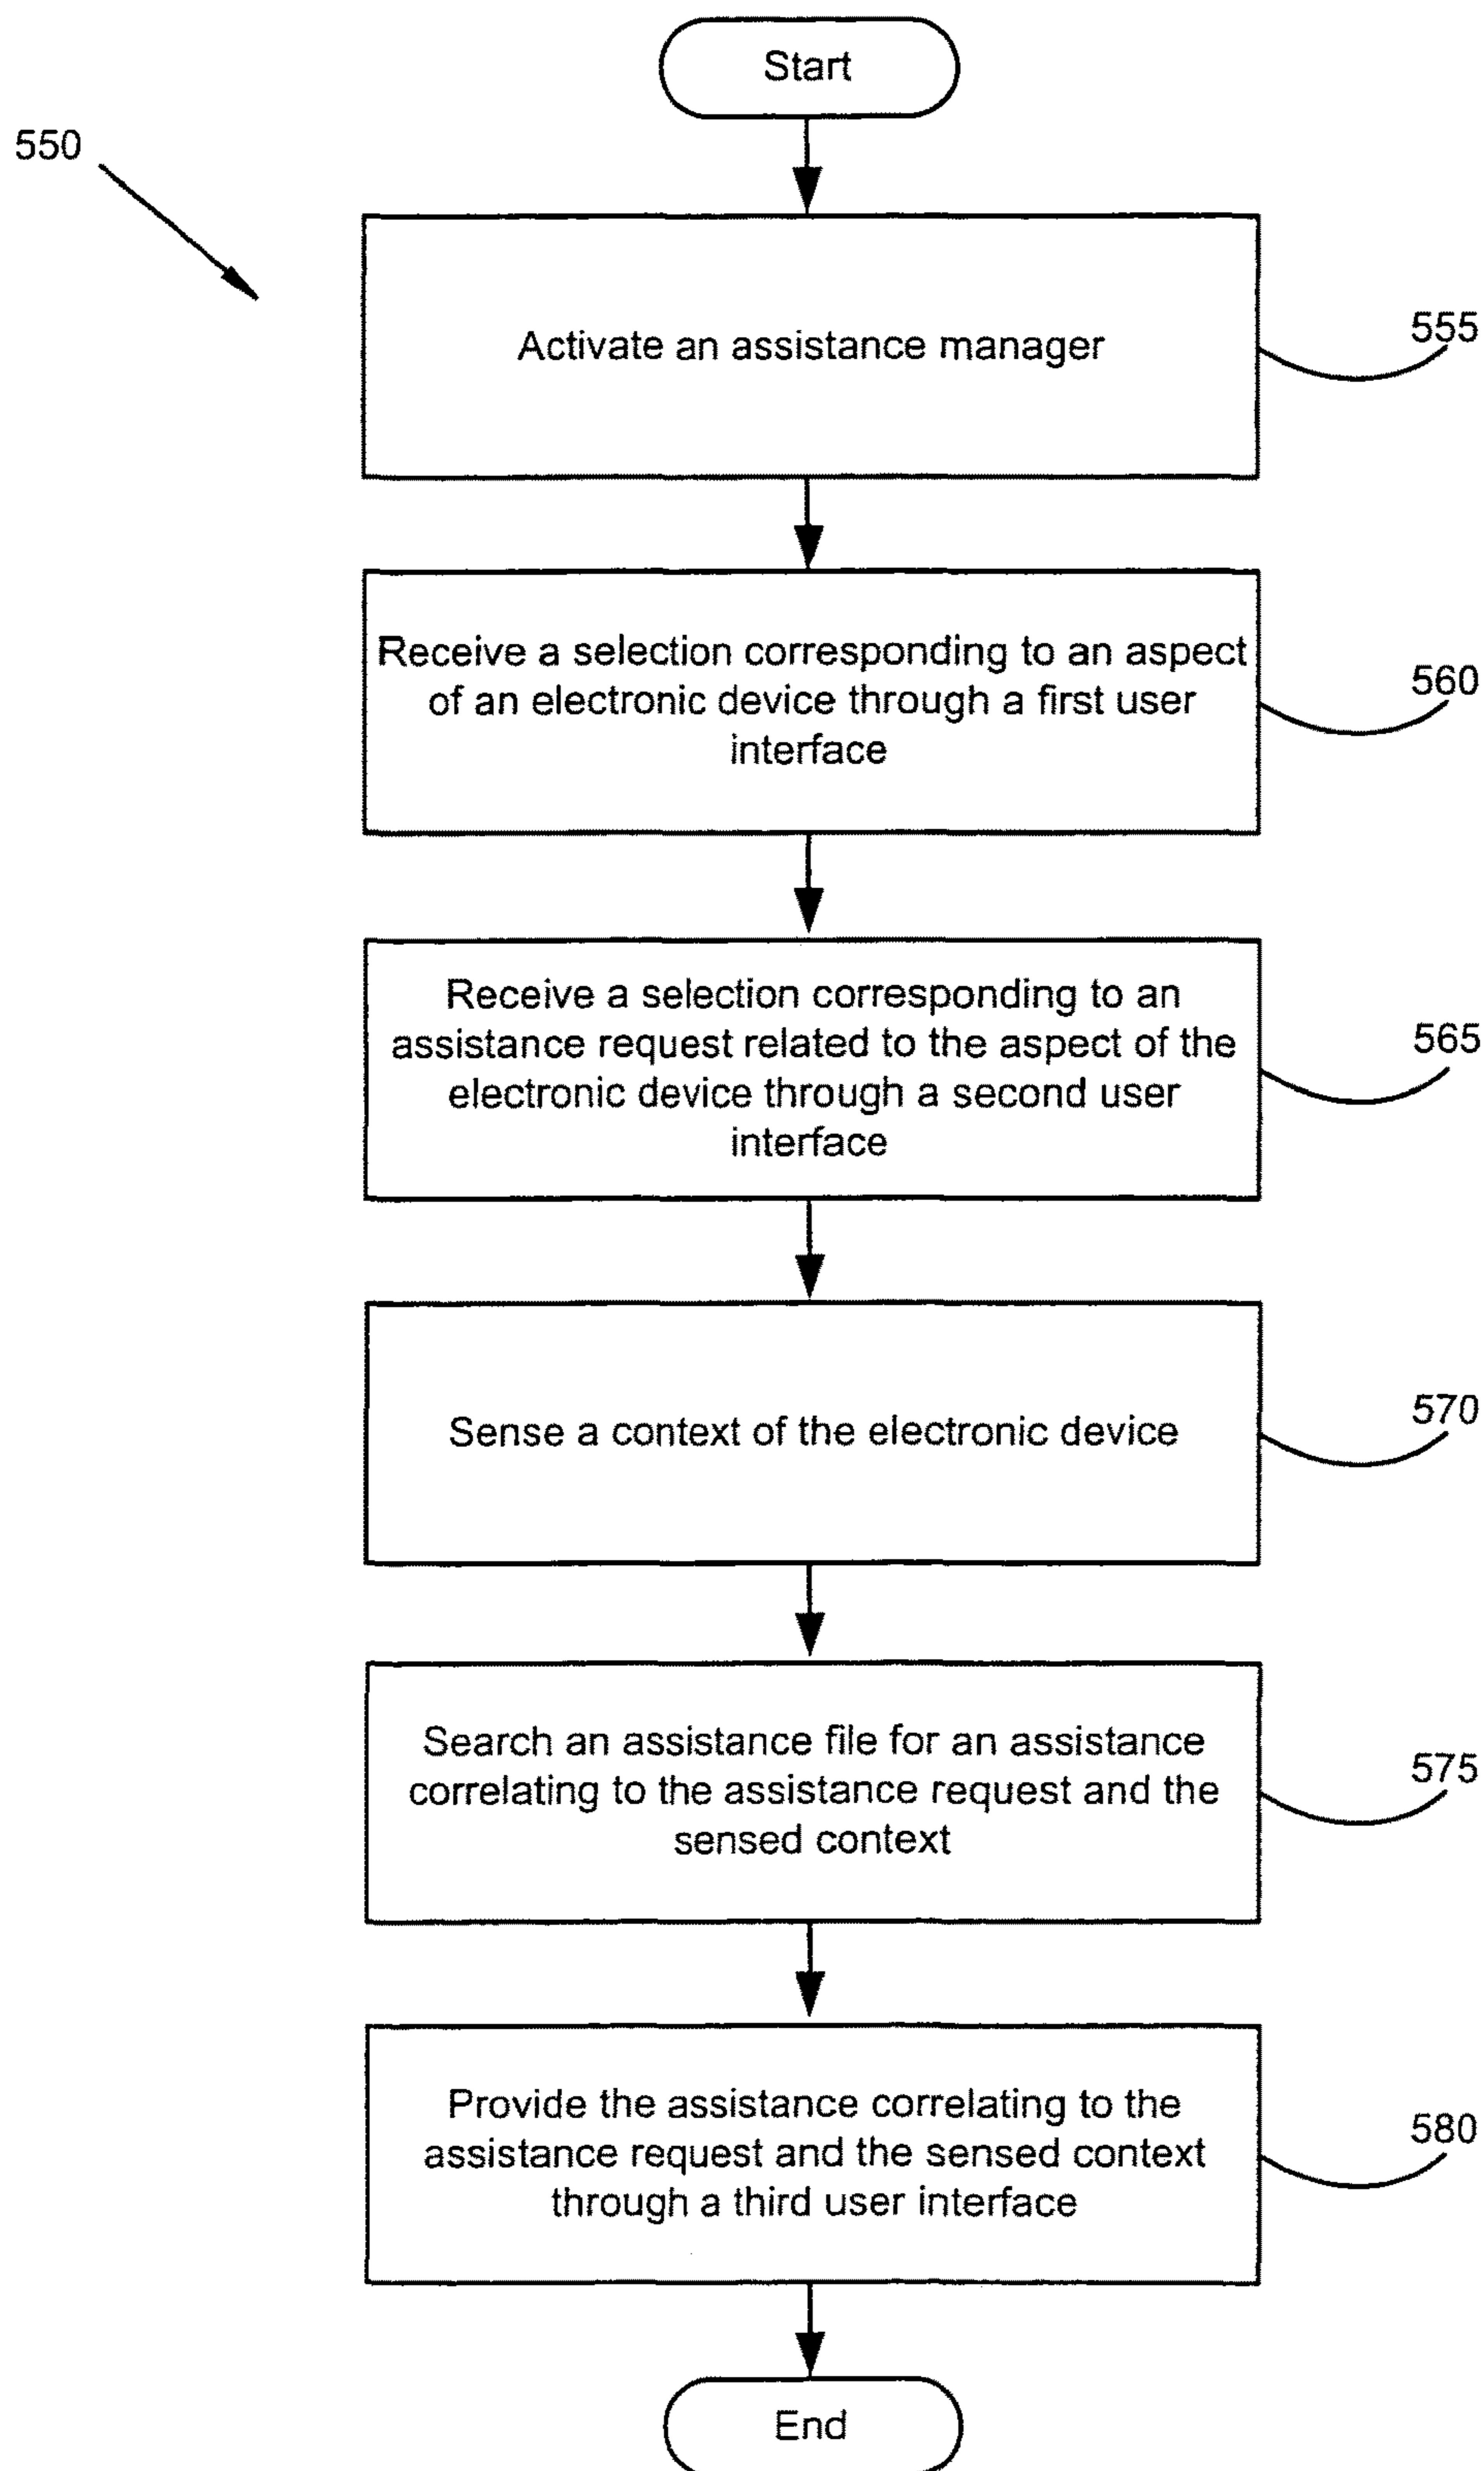 Start
550
Activate an assistance manager
555
Receive a selection corresponding to an aspect
of an electronic device through a first user
interface
560
Receive a selection corresponding to an
assistance request related to the aspect of the
electronic device through a second user
interface
565
Sense a context of the electronic device
570
Search an assistance file for an assistance
correlating to the assistance request and the
sensed context
575
Provide the assistance correlating to the
assistance request and the sensed context
through a third user interface
580
End